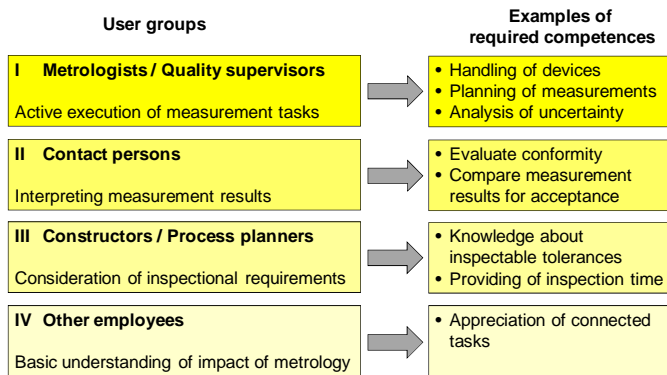 User groups
Examples of
required competences
I Metrologists / Quality supervisors
Active execution of measurement tasks
• Handling of devices
• Planning of measurements
• Analysis of uncertainty
II Contact persons
Interpreting measurement results
• Evaluate conformity
• Compare measurement
results for acceptance
III Constructors / Process planners
Consideration of inspectional requirements
• Knowledge about
inspectable tolerances
• Providing of inspection time
IV Other employees
Basic understanding of impact of metrology
• Appreciation of connected
tasks